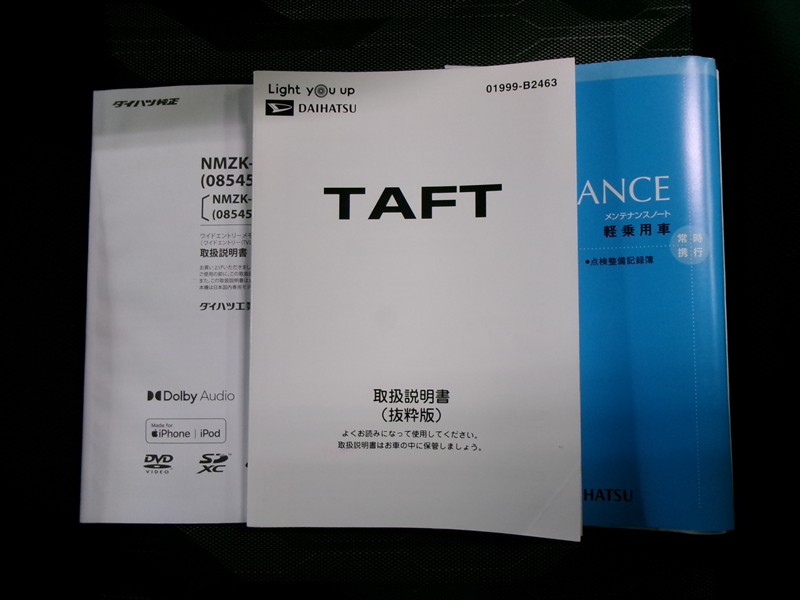 ダイハツ純正
NMZK-
(08545
NMZK-
(08545
取扱説明書
ダイハツ工
Dolby Audio
Made for
iPhone | iPod
DVD
VIDEO
SD
XC
Light you up
DAIHATSU
01999-B2463
TAFT
取扱説明書
(抜粋版)
よくお読みになって使用してください。
取扱説明書はお車の中に保管しましょう。
ANCE
メンテナンスノート
軽乗用車
常時
携行
•点検整備記録簿
HATSU